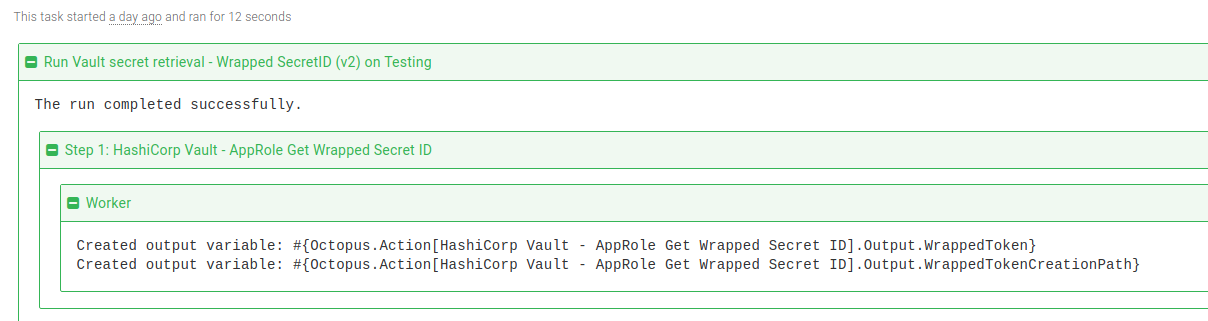 This task started a day ago and ran for 12 seconds
Run Vault secret retrieval - Wrapped SecretID (v2) on Testing
The run completed successfully.
Step 1: HashiCorp Vault - AppRole Get Wrapped Secret ID
Worker
Created output variable: #{Octopus.Action[HashiCorp Vault - AppRole Get Wrapped Secret ID].Output.WrappedToken}
Created output variable: #{Octopus.Action[HashiCorp Vault - AppRole Get Wrapped Secret ID].Output.WrappedTokenCreationPath}